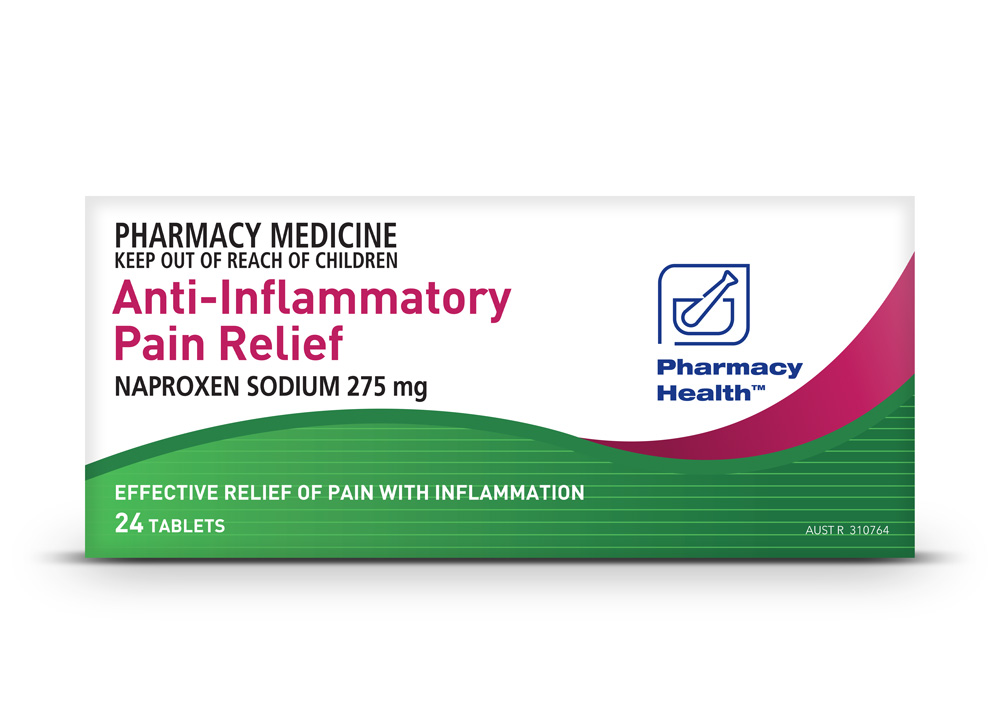 PHARMACY MEDICINE
KEEP OUT OF REACH OF CHILDREN
Anti-Inflammatory
Pain Relief
NAPROXEN SODIUM 275 mg
Pharmacy
Health™
EFFECTIVE RELIEF OF PAIN WITH INFLAMMATION
24 TABLETS
AUST R 310764